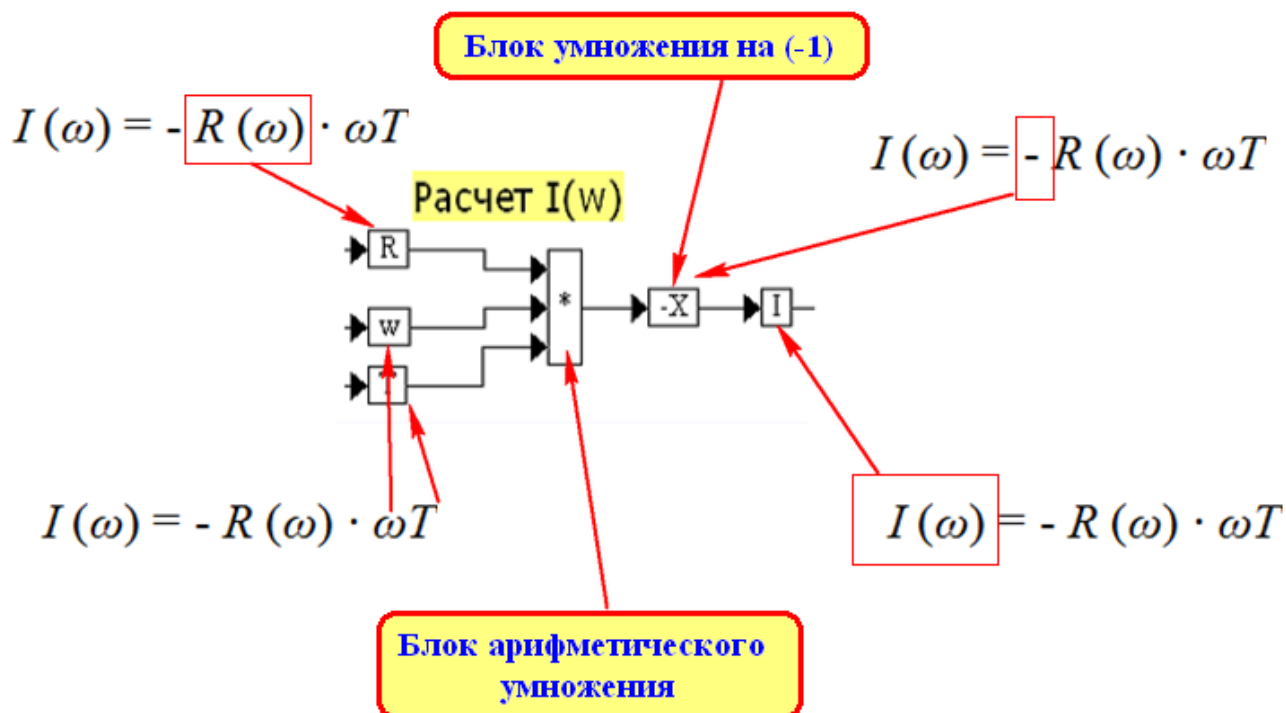 Блок умножения на (-1)
I (ω) = - R (ω) · ωT
I (ω) = - R (ω) · ωT
Расчет I(w)
R
w
T
*
-X
I
I (ω) = - R (ω) · ωT
I (ω) = - R (ω) · ωT
Блок арифметического
умножения